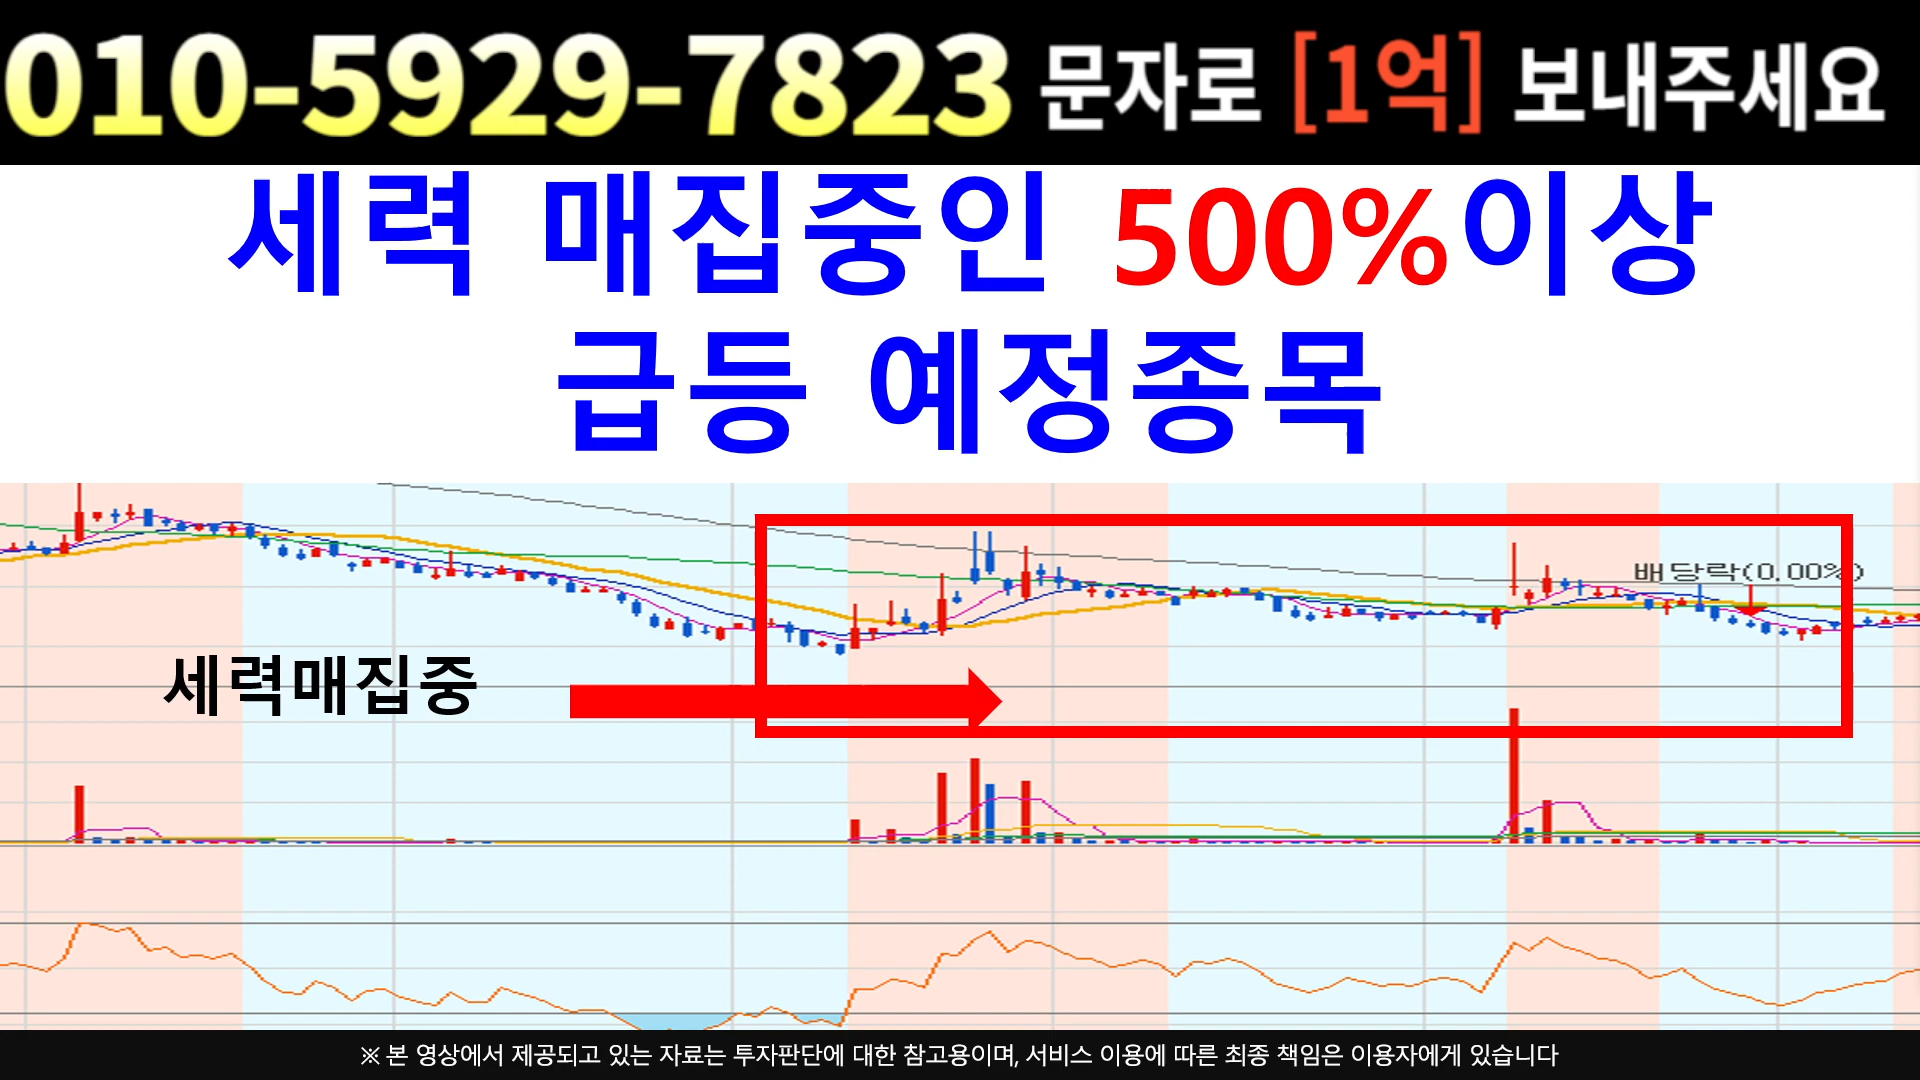 010-5929-7823 문자로 [1억] 보내주세요
세력 매집중인 500%이상
급등 예정종목
배당락(0.00%)
세력매집중
※ 본 영상에서 제공되고 있는 자료는 투자판단에 대한 참고용이며, 서비스 이용에 따른 최종 책임은 이용자에게 있습니다